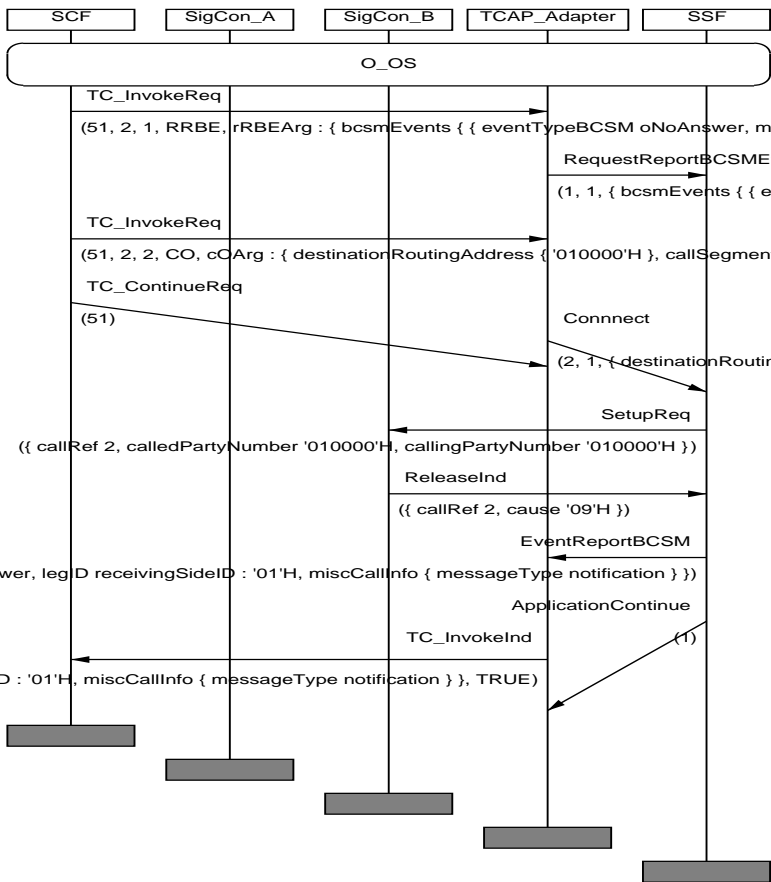 SCF SigCon_A SigCon_B TCAP_Adapter SSF
O_OS
TC_InvokeReq
(51, 2, 1, RRBE, rRBEArg : { bcsmEvents { { eventTypeBCSM oNoAnswer, m
RequestReportBCSME
(1, 1, { bcsmEvents { { e
TC_InvokeReq
(51, 2, 2, CO, cOArg : { destinationRoutingAddress { '010000'H }, callSegmen
TC_ContinueReq
(51)
Connnect
(2, 1, { destinationRoutin
SetupReq
({ callRef 2, calledPartyNumber '010000'H, callingPartyNumber '010000'H })
ReleaseInd
({ callRef 2, cause '09'H })
EventReportBCSM
wer, legID receivingSideID : '01'H, miscCallInfo { messageType notification } })
ApplicationContinue
(1)
TC_InvokeInd
D : '01'H, miscCallInfo { messageType notification } }, TRUE)